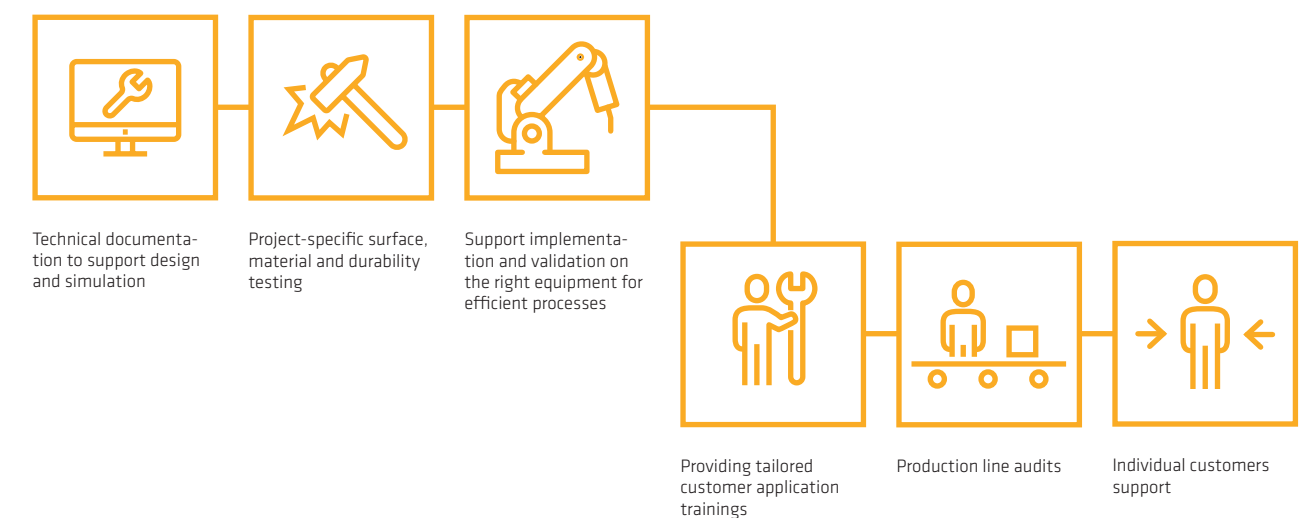 Technical documenta-
tion to support design
and simulation
Project-specific surface,
material and durability
testing
Support implementa-
tion and validation on
the right equipment for
efficient processes
Providing tailored
customer application
trainings
Production line audits
Individual customers
support